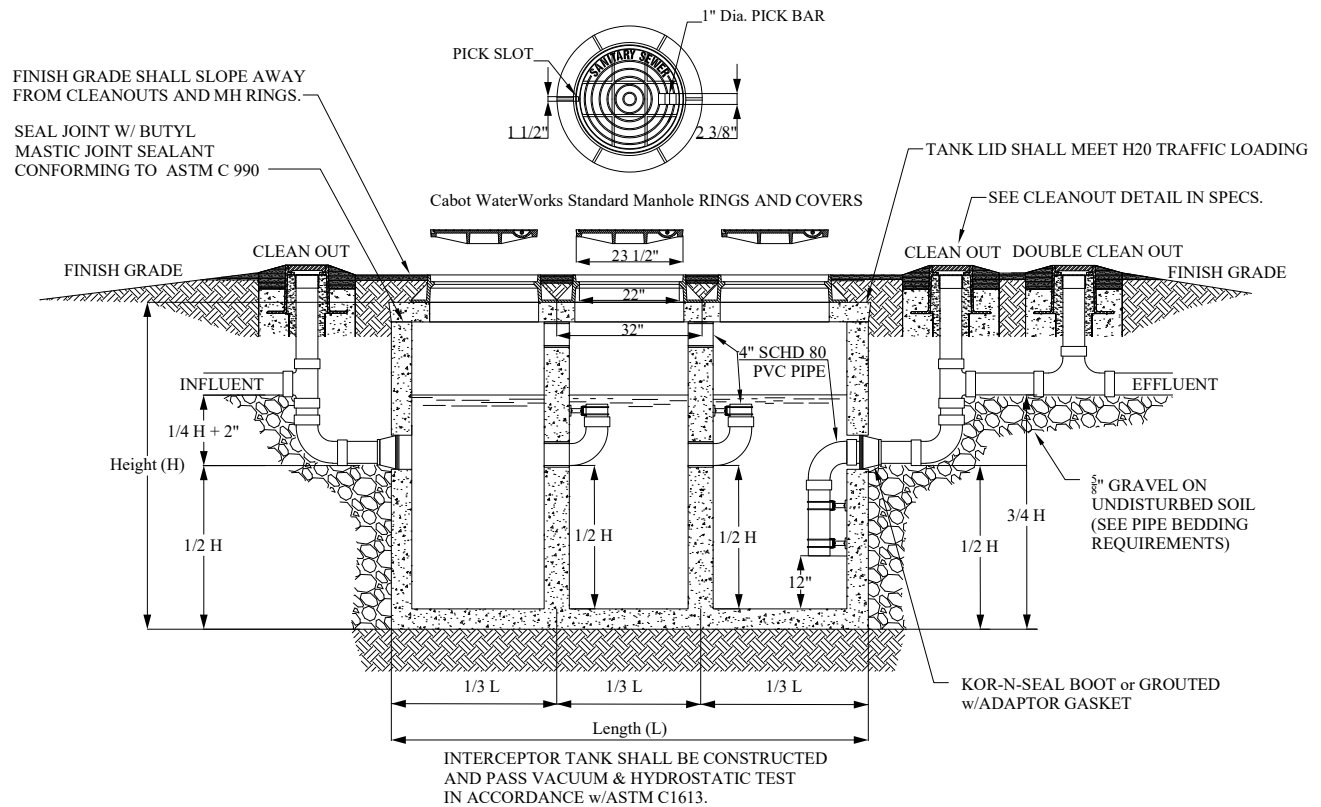 1" Dia. PICK BAR
PICK SLOT
SANITARY SEWER
FINISH GRADE SHALL SLOPE AWAY
FROM CLEANOUTS AND MH RINGS.
1 1/2"
2 3/8"
SEAL JOINT W/ BUTYL
MASTIC JOINT SEALANT
CONFORMING TO ASTM C 990
TANK LID SHALL MEET H20 TRAFFIC LOADING
Cabot WaterWorks Standard Manhole RINGS AND COVERS
SEE CLEANOUT DETAIL IN SPECS.
CLEAN OUT
CLEAN OUT
DOUBLE CLEAN OUT
23 1/2"
FINISH GRADE
FINISH GRADE
22"
32"
4" SCHD 80
PVC PIPE
INFLUENT
EFFLUENT
1/4 H + 2"
Height (H)
1/2 H
1/2 H
1/2 H
12"
1/2 H
3/4 H
5/8" GRAVEL ON
UNDISTURBED SOIL
(SEE PIPE BEDDING
REQUIREMENTS)
1/3 L
1/3 L
1/3 L
KOR-N-SEAL BOOT or GROUTED
w/ADAPTOR GASKET
Length (L)
INTERCEPTOR TANK SHALL BE CONSTRUCTED
AND PASS VACUUM & HYDROSTATIC TEST
IN ACCORDANCE w/ASTM C1613.